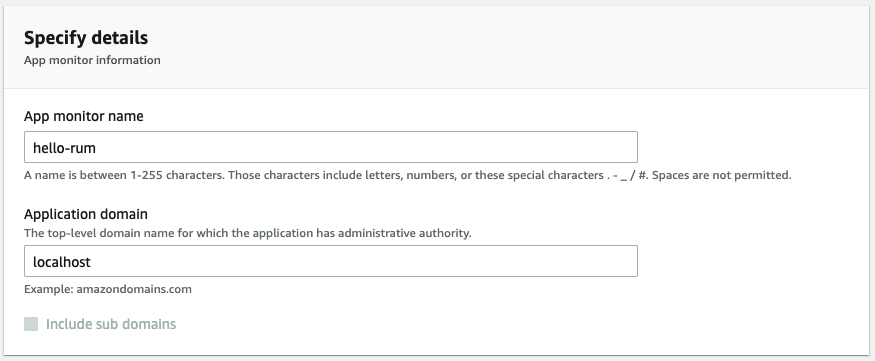 Specify details
App monitor information
App monitor name
hello-rum
A name is between 1-255 characters. Those characters include letters, numbers, or these special characters . - _ / #. Spaces are not permitted.
Application domain
The top-level domain name for which the application has administrative authority.
localhost
Example: amazondomains.com
Include sub domains